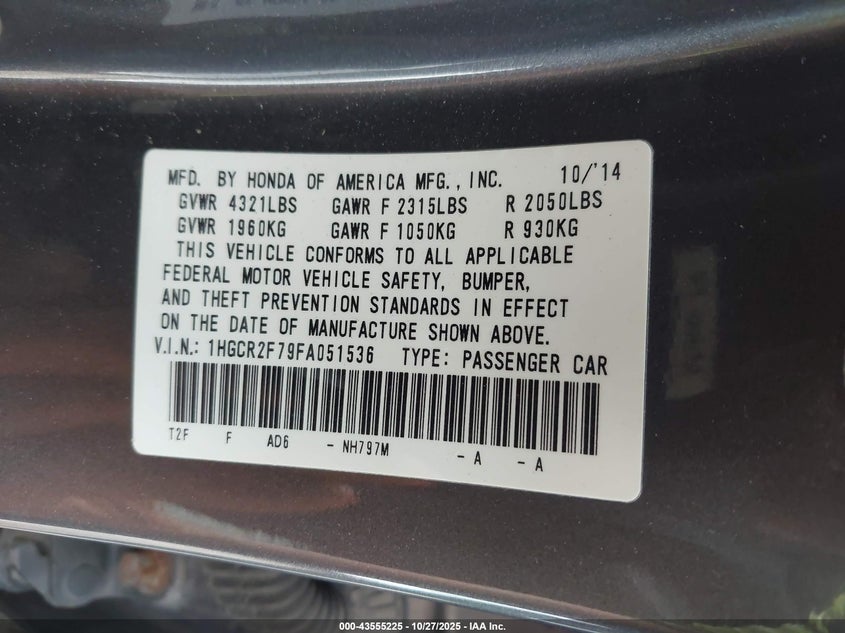 MFD. BY HONDA OF AMERICA MFG., INC. 10/'14
GVWR 4321LBS GAWR F 2315LBS R 2050LBS
GVWR 1960KG GAWR F 1050KG R 930KG
THIS VEHICLE CONFORMS TO ALL APPLICABLE
FEDERAL MOTOR VEHICLE SAFETY, BUMPER,
AND THEFT PREVENTION STANDARDS IN EFFECT
ON THE DATE OF MANUFACTURE SHOWN ABOVE.
V.I.N.: 1HGCR2F79FA051536 TYPE: PASSENGER CAR
T2F F AD6 - NH797M - A - A
000-43555225 - 10/27/2025 - IAA Inc.